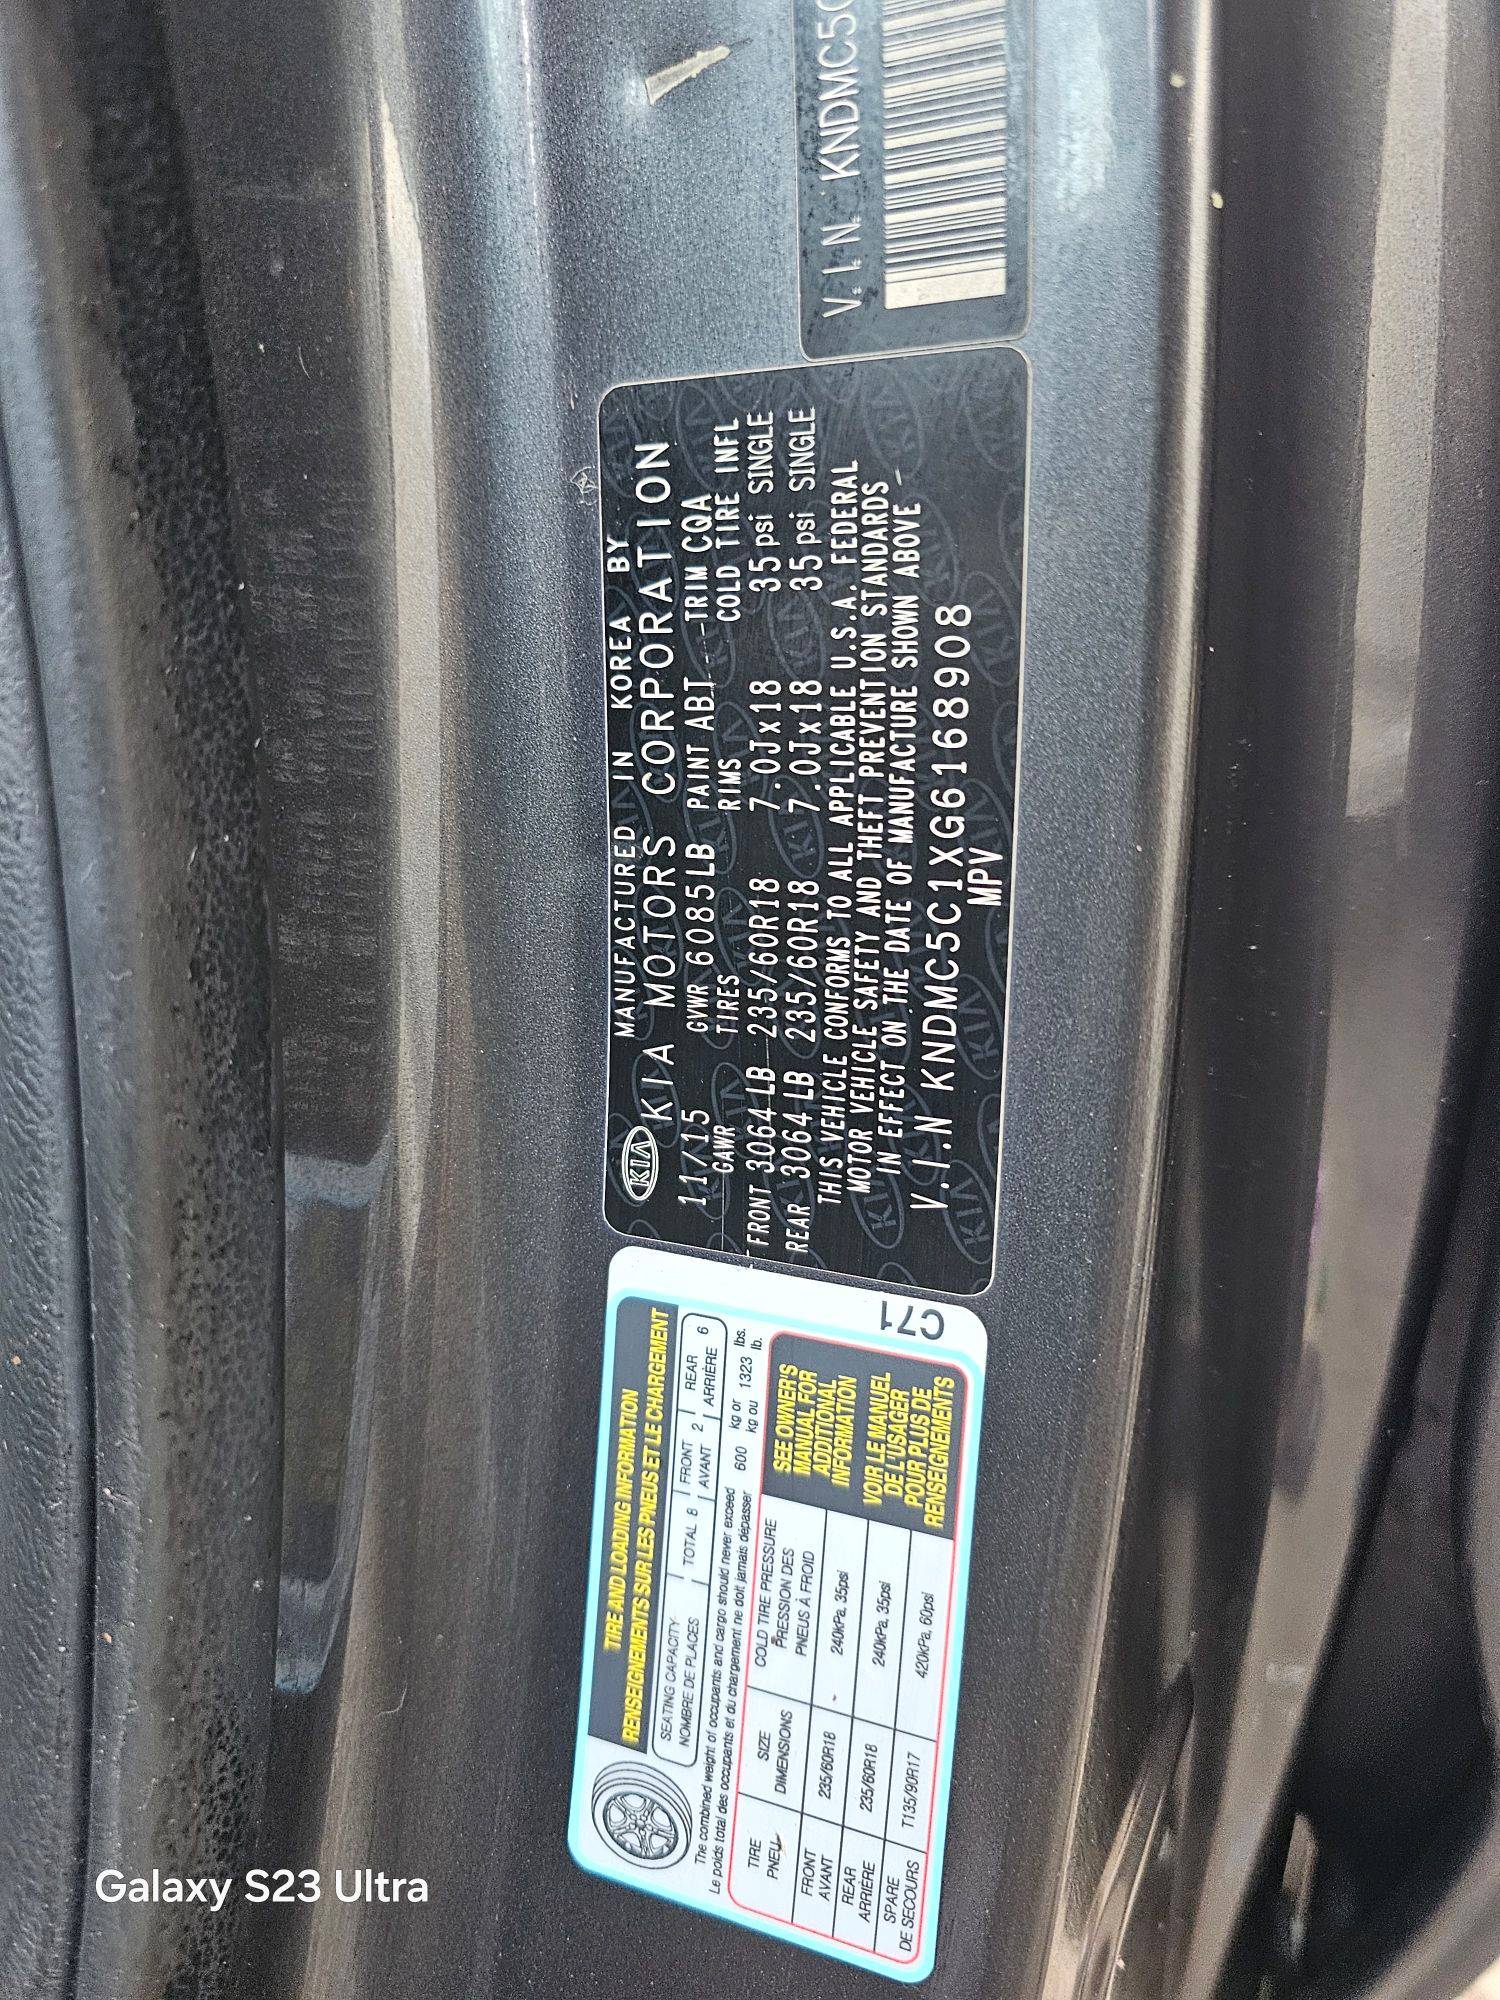 TIRE AND LOADING INFORMATION
RENSEIGNEMENTS SUR LES PNEUS ET LE CHARGEMENT
SEATING CAPACITY
NOMBRE DE PLACES
TOTAL 8
FRONT
AVANT 2
REAR
ARRIÈRE 6
The combined weight of occupants and cargo should never exceed 600 kg or 1323 lbs.
Le poids total des occupants et du chargement ne doit jamais dépasser kg ou lb.
TIRE
PNEU
SIZE
DIMENSIONS
COLD TIRE PRESSURE
PRESSION DES
PNEUS À FROID
FRONT
AVANT
235/60R18
240kPa, 35psi
REAR
ARRIÈRE
235/60R18
240kPa, 35psi
SPARE
DE SECOURS
T135/90R17
420kPa, 60psi
SEE OWNER'S
MANUAL FOR
ADDITIONAL
INFORMATION
VOIR LE MANUEL
DE L'USAGER
POUR PLUS DE
RENSEIGNEMENTS
C71
KIA
MANUFACTURED IN KOREA BY
KIA MOTORS CORPORATION
11/15 GVWR 6085LB PAINT ABT TRIM CQA
GAWR TIRES RIMS COLD TIRE INFL
FRONT 3064 LB 235/60R18 7.0Jx18 35psi SINGLE
REAR 3064 LB 235/60R18 7.0Jx18 35psi SINGLE
THIS VEHICLE CONFORMS TO ALL APPLICABLE U.S.A. FEDERAL
MOTOR VEHICLE SAFETY AND THEFT PREVENTION STANDARDS
IN EFFECT ON THE DATE OF MANUFACTURE SHOWN ABOVE
V.I.N KNDMC5C1XG6168908
MPV
V.I.N. KNDMC5C
Galaxy S23 Ultra